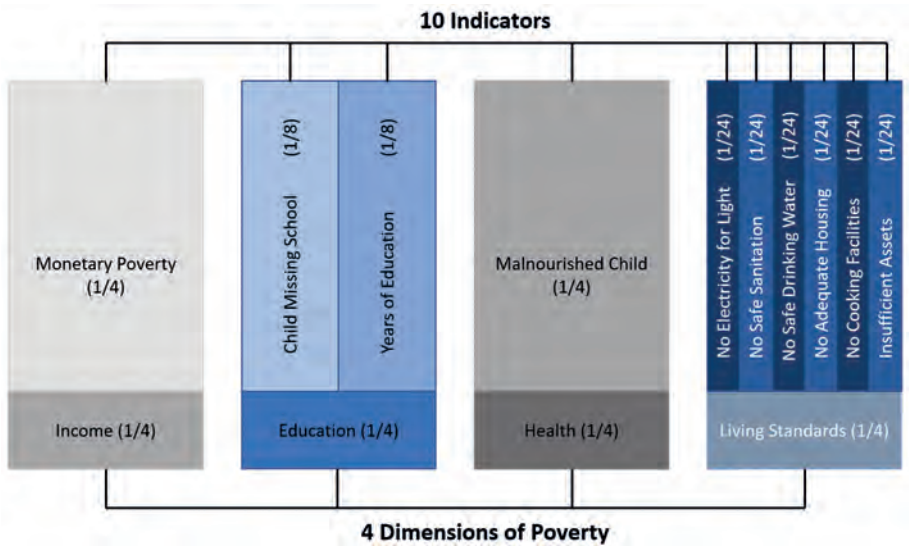 10 Indicators
Monetary Poverty
(1/4)
Child Missing School (1/8)
Years of Education (1/8)
Malnourished Child
(1/4)
No Electricity for Light (1/24)
No Safe Sanitation (1/24)
No Safe Drinking Water (1/24)
No Adequate Housing (1/24)
No Cooking Facilities (1/24)
Insufficient Assets (1/24)
Income (1/4)
Education (1/4)
Health (1/4)
Living Standards (1/4)
4 Dimensions of Poverty